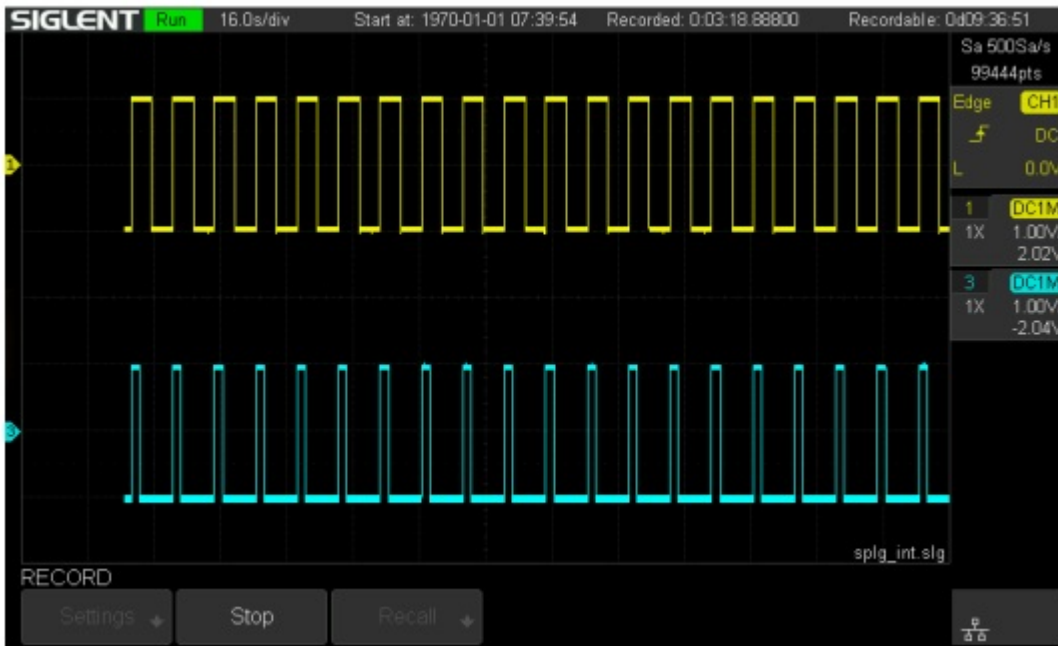 SIGLENT Run 16.0s/div Start at: 1970-01-01 07:39:54 Recorded: 0:03:18.88800 Recordable: 0d09:36:51
Sa 500Sa/s
99444pts
Edge CH1
DC
L 0.0V
1 DC1M
1X 1.00V
2.02V
3 DC1M
1X 1.00V
-2.04V
1
3
splg_int.slg
RECORD
Settings Stop Recall